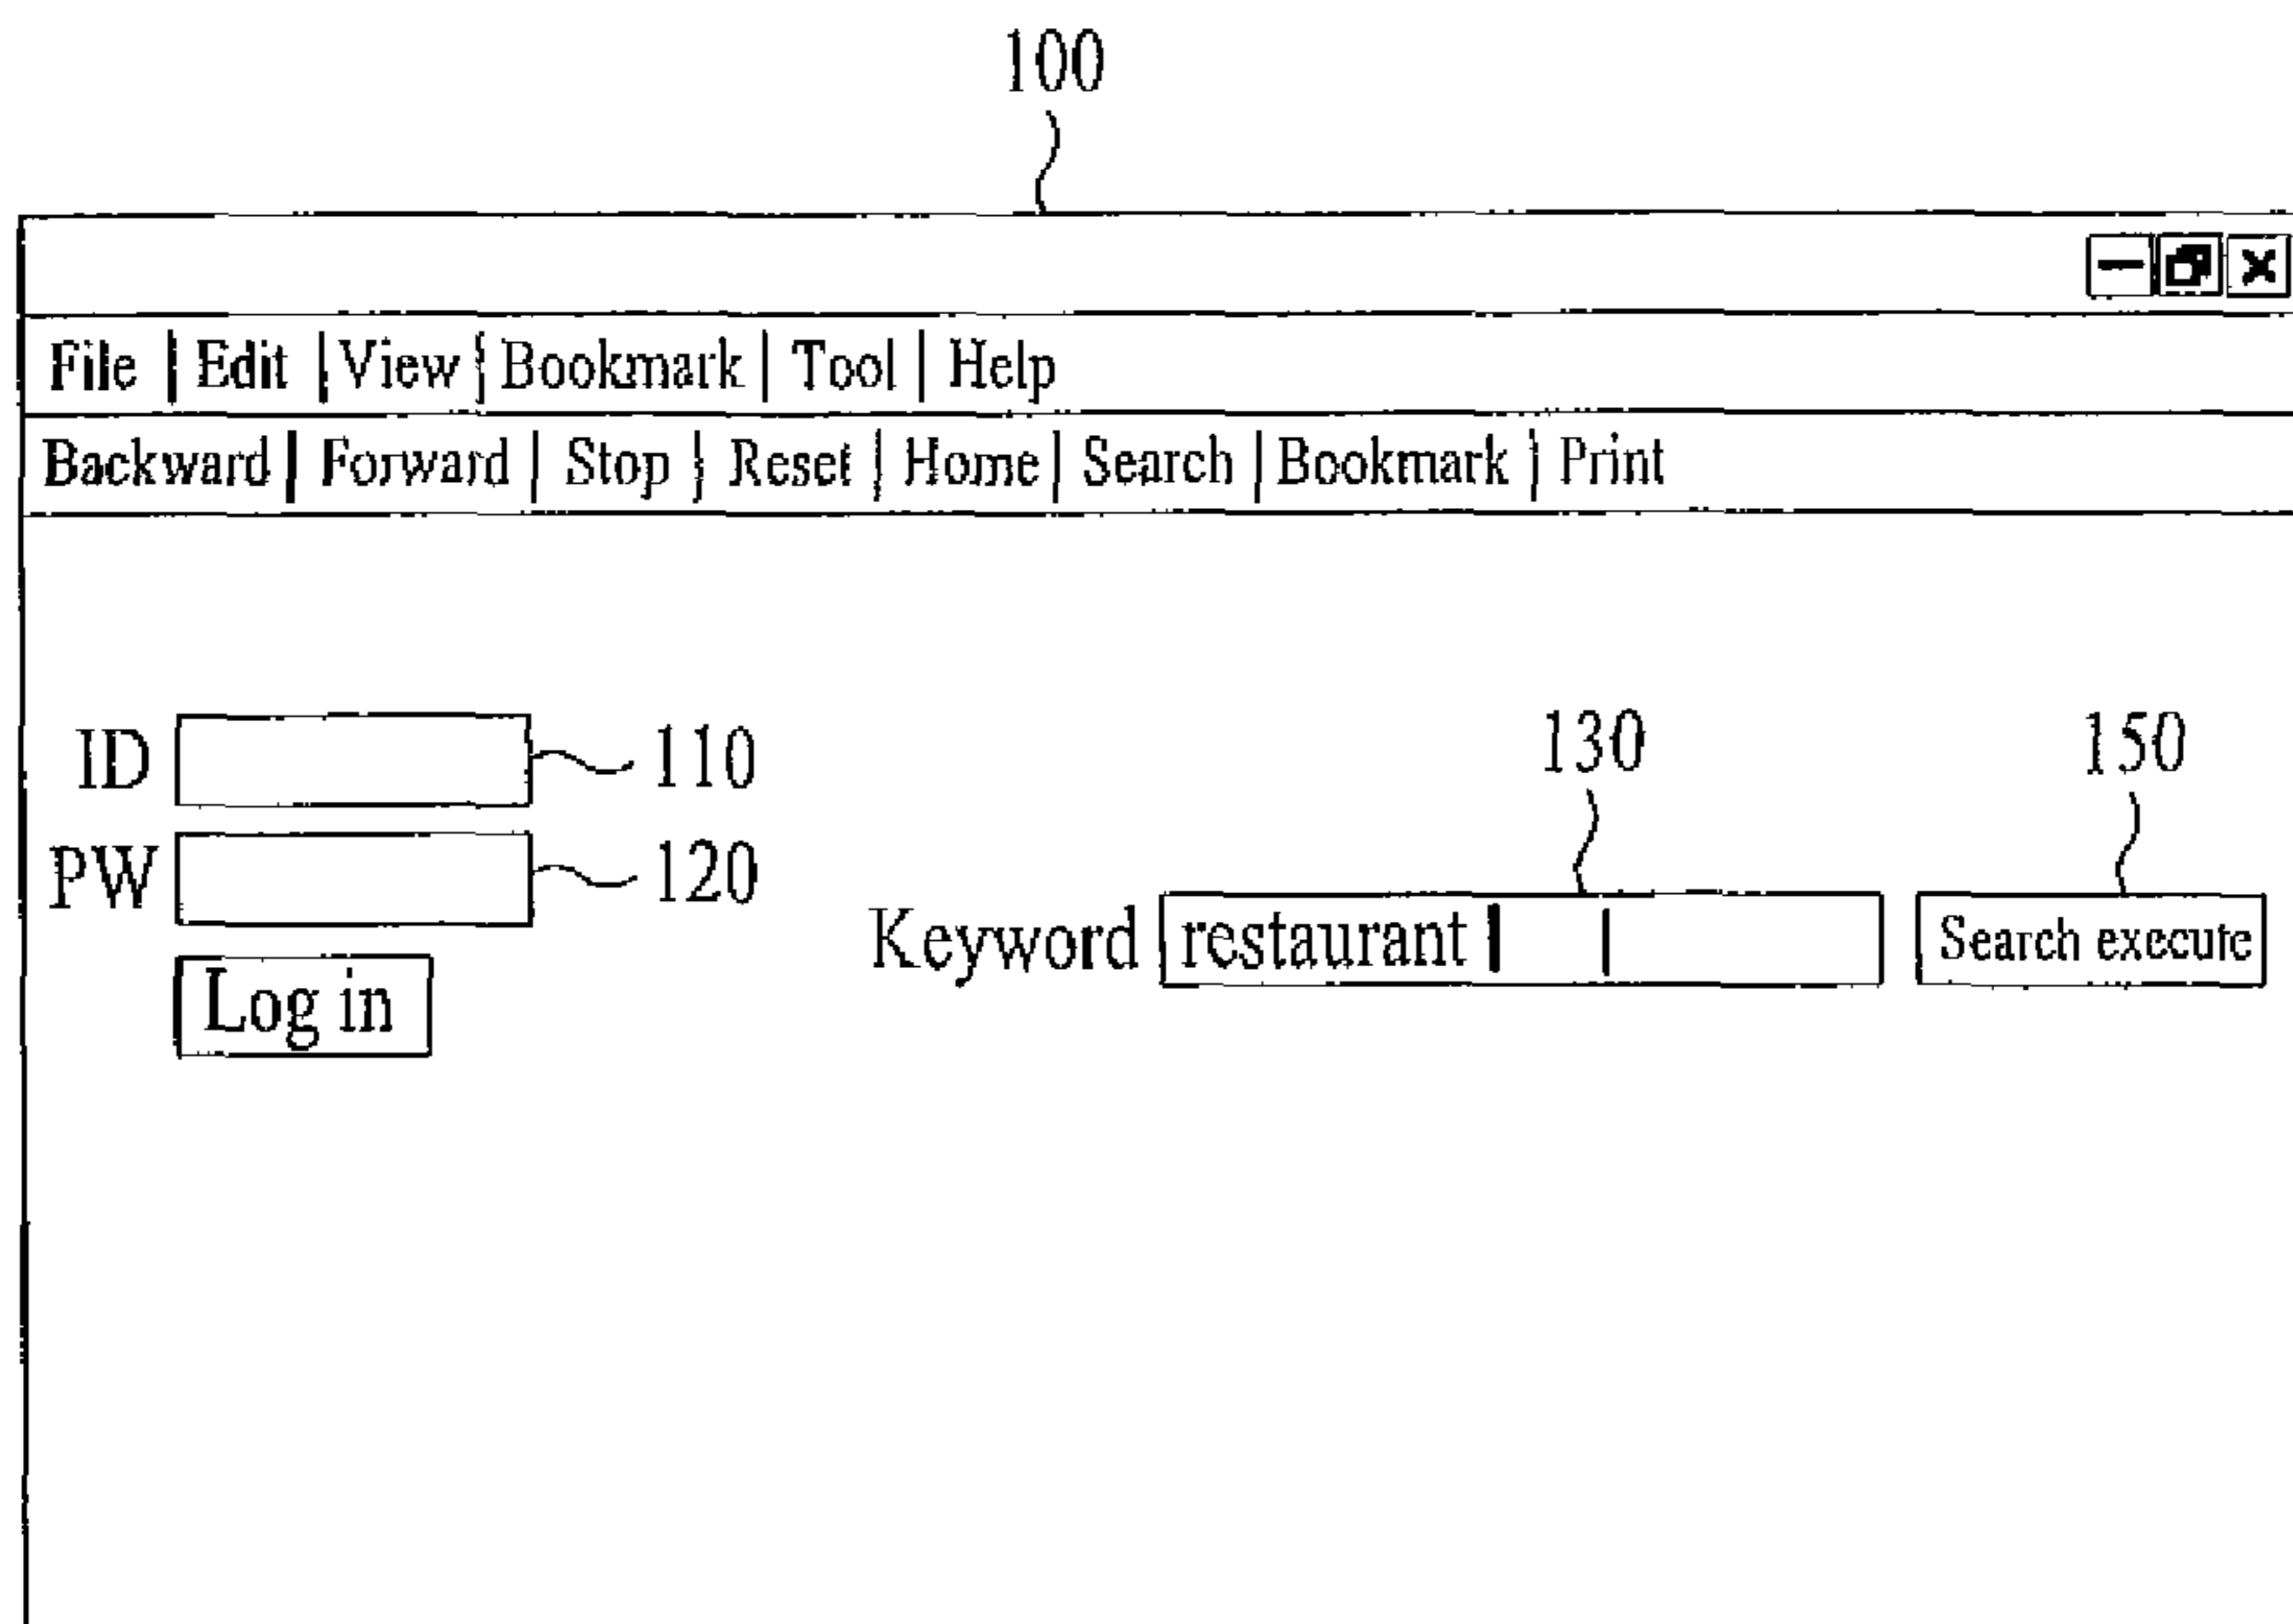 100
File | Edit | View | Bookmark | Tool | Help
Backward | Forward | Stop | Reset | Home | Search | Bookmark | Print
ID 110 130 150
PW 120
Keyword restaurant | | Search execute
Log in